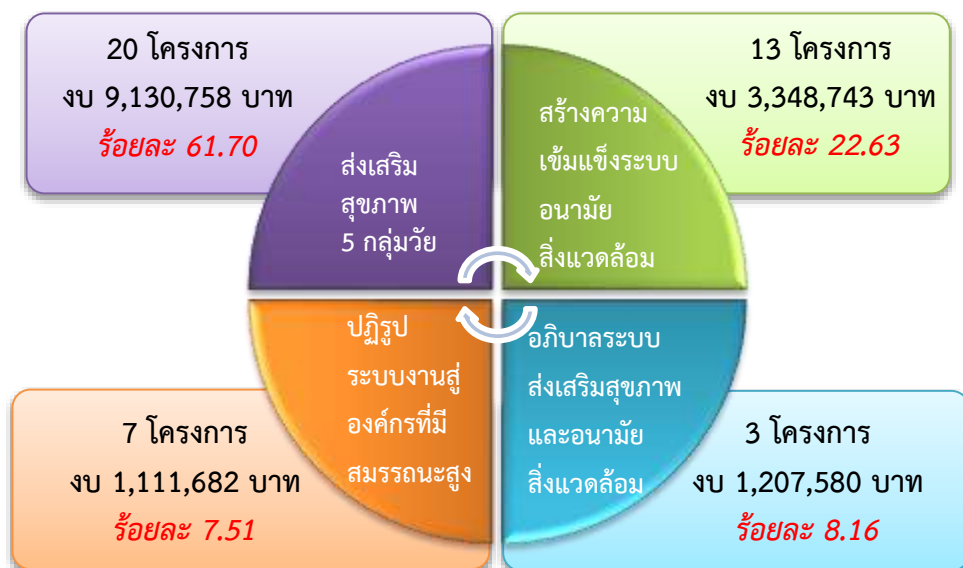 20 โครงการ
งบ 9,130,758 บาท
ร้อยละ 61.70
ส่งเสริม
สุขภาพ
5 กลุ่มวัย
13 โครงการ
งบ 3,348,743 บาท
ร้อยละ 22.63
สร้างความ
เข้มแข็งระบบ
อนามัย
สิ่งแวดล้อม
ปฏิรูป
ระบบงานสู่
องค์กรที่มี
สมรรถนะสูง
7 โครงการ
งบ 1,111,682 บาท
ร้อยละ 7.51
อภิบาลระบบ
ส่งเสริมสุขภาพ
และอนามัย
สิ่งแวดล้อม
3 โครงการ
งบ 1,207,580 บาท
ร้อยละ 8.16